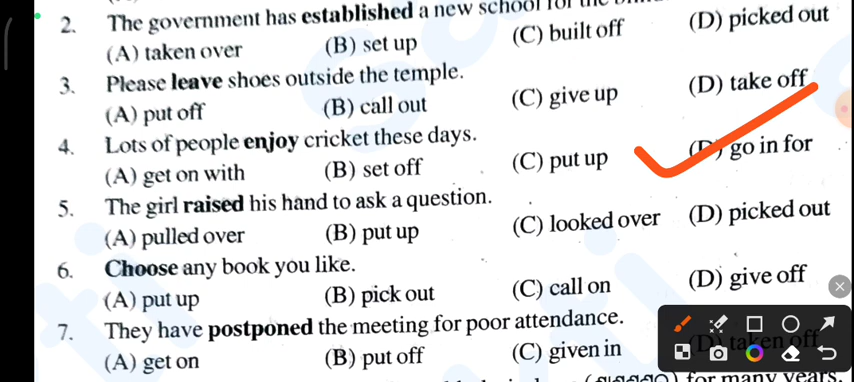 2. The government has established a new school for the
(A) taken over (B) set up (C) built off (D) picked out
3. Please leave shoes outside the temple.
(A) put off (B) call out (C) give up (D) take off
4. Lots of people enjoy cricket these days.
(A) get on with (B) set off (C) put up (D) go in for
5. The girl raised his hand to ask a question.
(A) pulled over (B) put up (C) looked over (D) picked out
6. Choose any book you like.
(A) put up (B) pick out (C) call on (D) give off
7. They have postponed the meeting for poor attendance.
(A) get on (B) put off (C) given in (D) taken off
for many years.